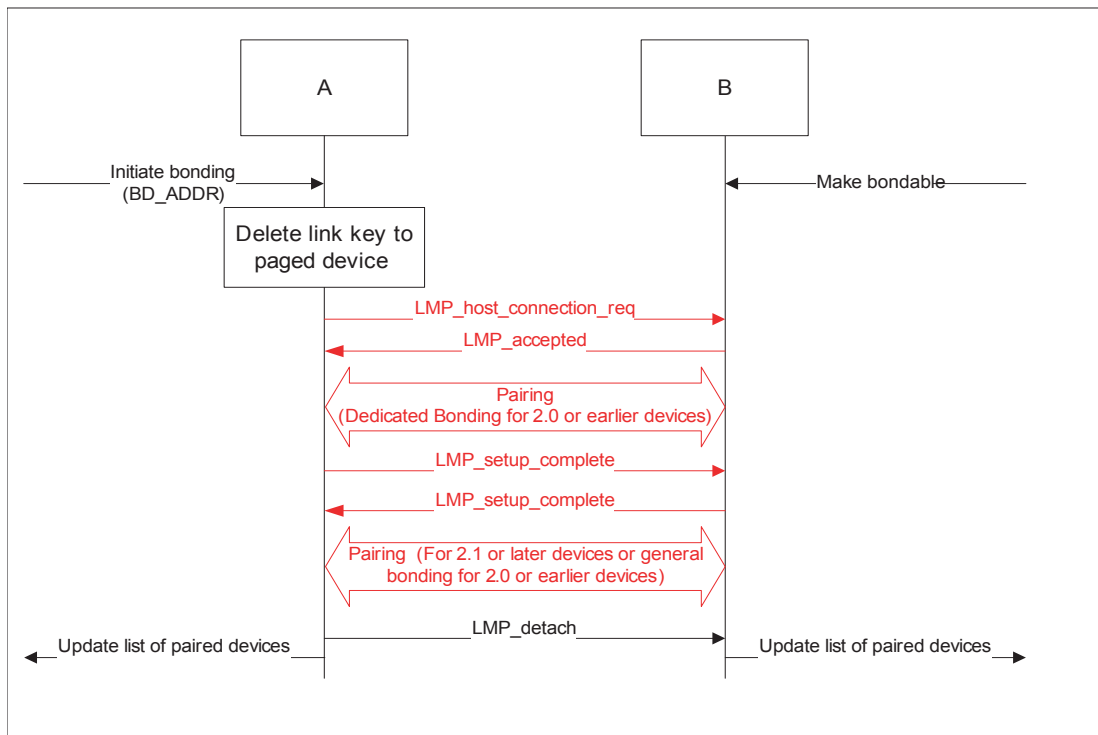 A
B
Initiate bonding
(BD_ADDR)
Make bondable
Delete link key to
paged device
LMP_host_connection_req
LMP_accepted
Pairing
(Dedicated Bonding for 2.0 or earlier devices)
LMP_setup_complete
LMP_setup_complete
Pairing (For 2.1 or later devices or general
bonding for 2.0 or earlier devices)
LMP_detach
Update list of paired devices
Update list of paired devices